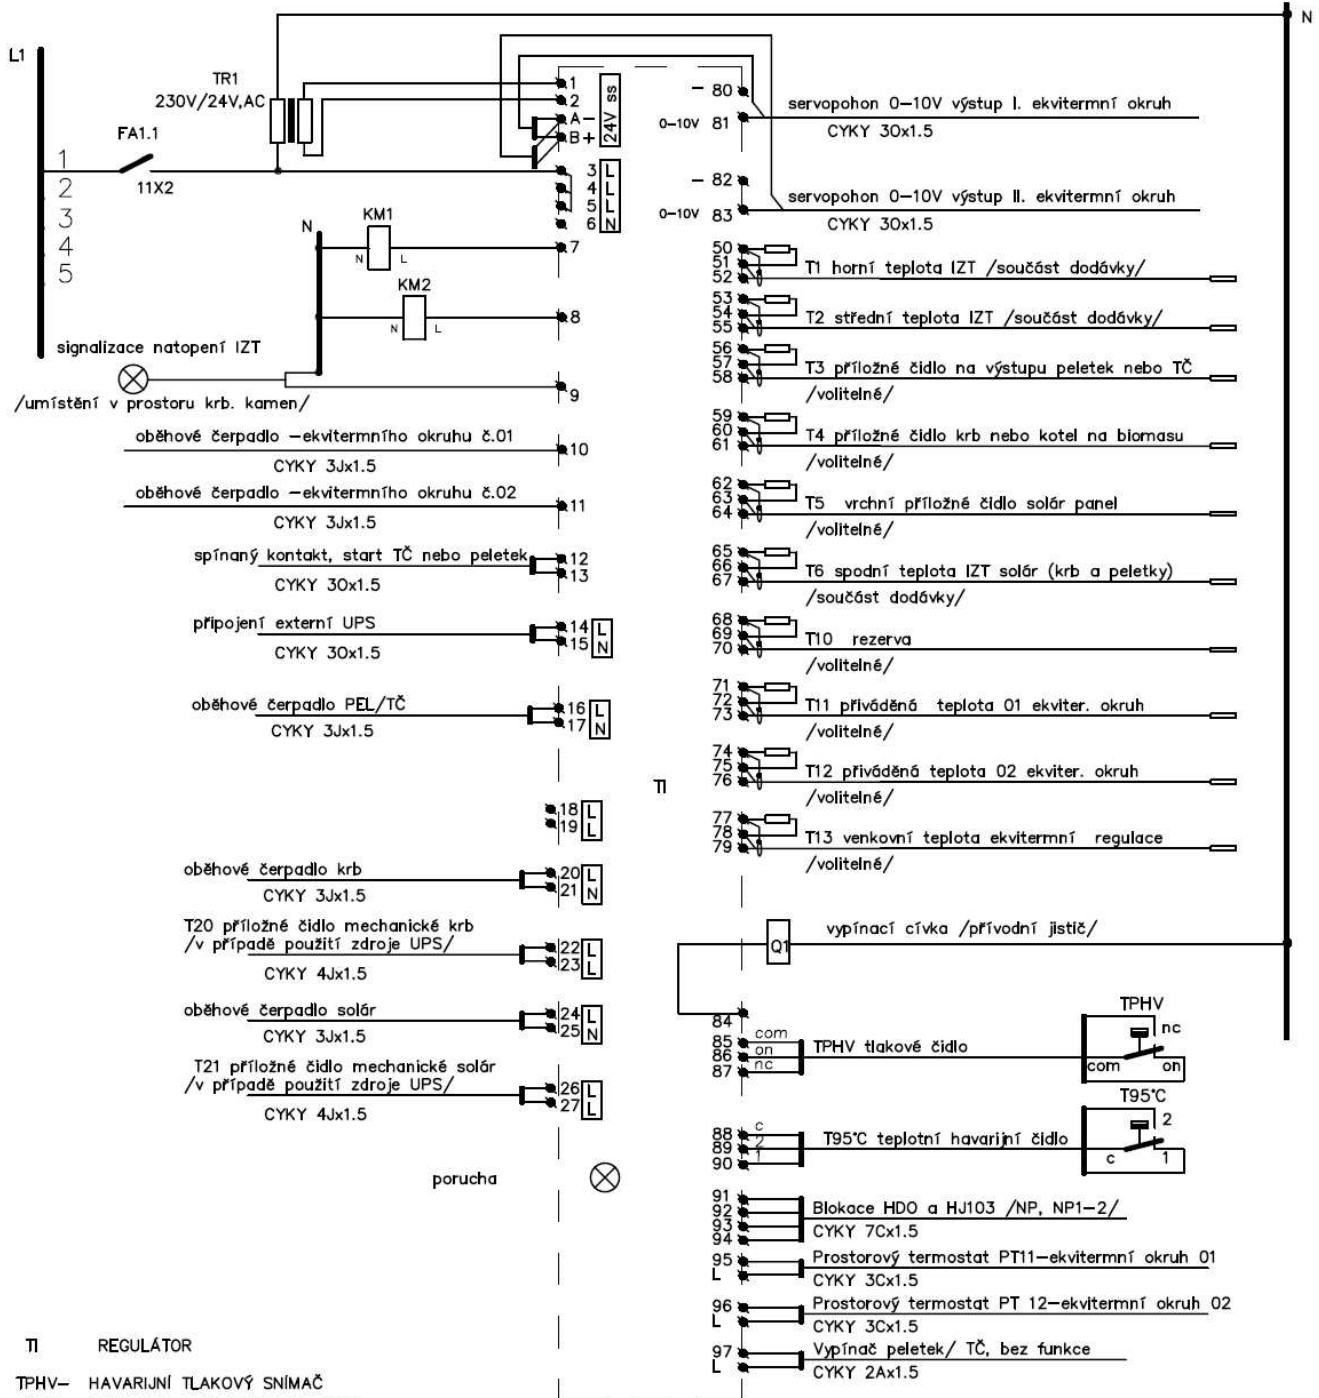 N
L1
TR1
230V/24V,AC
FA1.1
11X2
1
2
3
4
5
1
2
A-
B+
24V ss
3 L
4 L
5 L
6 N
N
KM1
N L
7
KM2
N L
8
signalizace natopení IZT
/umístění v prostoru krb. kamen/
9
oběhové čerpadlo –ekvitermního okruhu č.01
CYKY 3Jx1.5
10
oběhové čerpadlo –ekvitermního okruhu č.02
CYKY 3Jx1.5
11
spínaný kontakt, start TČ nebo peletek
CYKY 3Ox1.5
12
13
připojení externí UPS
CYKY 3Ox1.5
14 L
15 N
oběhové čerpadlo PEL/TČ
CYKY 3Jx1.5
16 L
17 N
18 L
19 L
oběhové čerpadlo krb
CYKY 3Jx1.5
20 L
21 N
T20 příložné čidlo mechanické krb
/v případě použití zdroje UPS/
CYKY 4Jx1.5
22 L
23 L
oběhové čerpadlo solár
CYKY 3Jx1.5
24 L
25 N
T21 příložné čidlo mechanické solár
/v případě použití zdroje UPS/
CYKY 4Jx1.5
26 L
27 L
porucha
TI
– 80
0–10V 81
servopohon 0–10V výstup I. ekvitermní okruh
CYKY 3Ox1.5
– 82
0–10V 83
servopohon 0–10V výstup II. ekvitermní okruh
CYKY 3Ox1.5
50
51
52
T1 horní teplota IZT /součást dodávky/
53
54
55
T2 střední teplota IZT /součást dodávky/
56
57
58
T3 příložné čidlo na výstupu peletek nebo TČ
/volitelné/
59
60
61
T4 příložné čidlo krb nebo kotel na biomasu
/volitelné/
62
63
64
T5 vrchní příložné čidlo solár panel
/volitelné/
65
66
67
T6 spodní teplota IZT solár (krb a peletky)
/součást dodávky/
68
69
70
T10 rezerva
/volitelné/
71
72
73
T11 přiváděná teplota 01 ekviter. okruh
/volitelné/
74
75
76
T12 přiváděná teplota 02 ekviter. okruh
/volitelné/
77
78
79
T13 venkovní teplota ekvitermní regulace
/volitelné/
Q1
vypínací cívka /přívodní jistič/
84
85 com
86 on
87 nc
TPHV tlakové čidlo
TPHV
nc
com on
88 c
89 2
90 1
T95°C teplotní havarijní čidlo
T95°C
2
c 1
91
92
93
94
Blokace HDO a HJ103 /NP, NP1–2/
CYKY 7Cx1.5
95
L
Prostorový termostat PT11–ekvitermní okruh 01
CYKY 3Cx1.5
96
L
Prostorový termostat PT 12–ekvitermní okruh 02
CYKY 3Cx1.5
97
L
Vypínač peletek/ TČ, bez funkce
CYKY 2Ax1.5
TI REGULÁTOR
TPHV– HAVARIJNÍ TLAKOVÝ SNÍMAČ